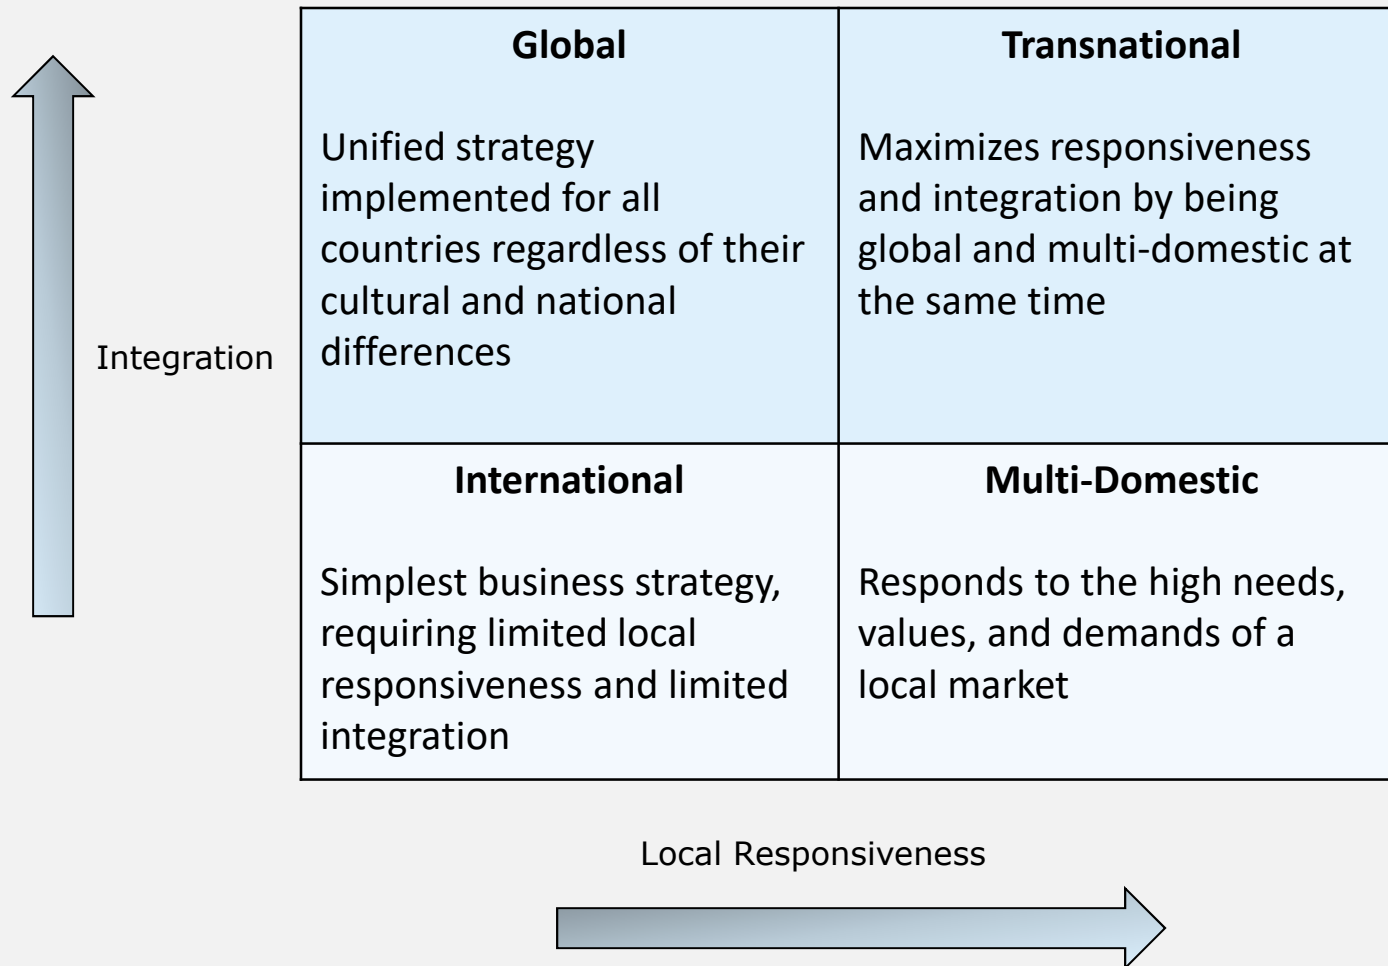 Global
Unified strategy
implemented for all
countries regardless of their
cultural and national
differences
Transnational
Maximizes responsiveness
and integration by being
global and multi-domestic at
the same time
Integration
International
Simplest business strategy,
requiring limited local
responsiveness and limited
integration
Multi-Domestic
Responds to the high needs,
values, and demands of a
local market
Local Responsiveness